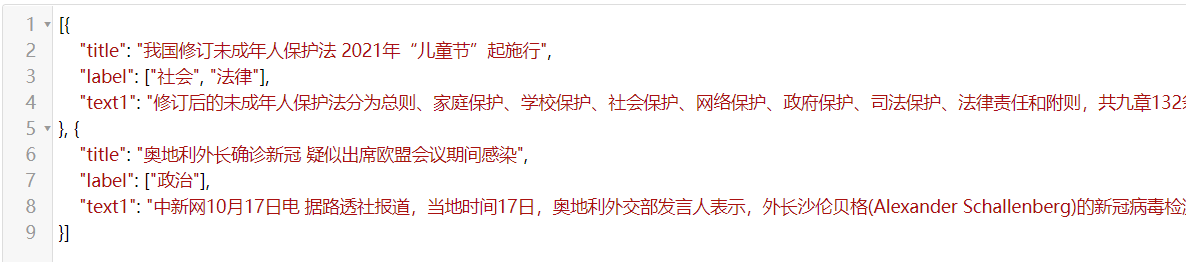 1 [{
2 "title": "我国修订未成年人保护法 2021年“儿童节”起施行",
3 "label": ["社会", "法律"],
4 "text1": "修订后的未成年人保护法分为总则、家庭保护、学校保护、社会保护、网络保护、政府保护、司法保护、法律责任和附则，共九章132条
5 }, {
6 "title": "奥地利外长确诊新冠 疑似出席欧盟会议期间感染",
7 "label": ["政治"],
8 "text1": "中新网10月17日电 据路透社报道，当地时间17日，奥地利外交部发言人表示，外长沙伦贝格(Alexander Schallenberg)的新冠病毒检
9 }]